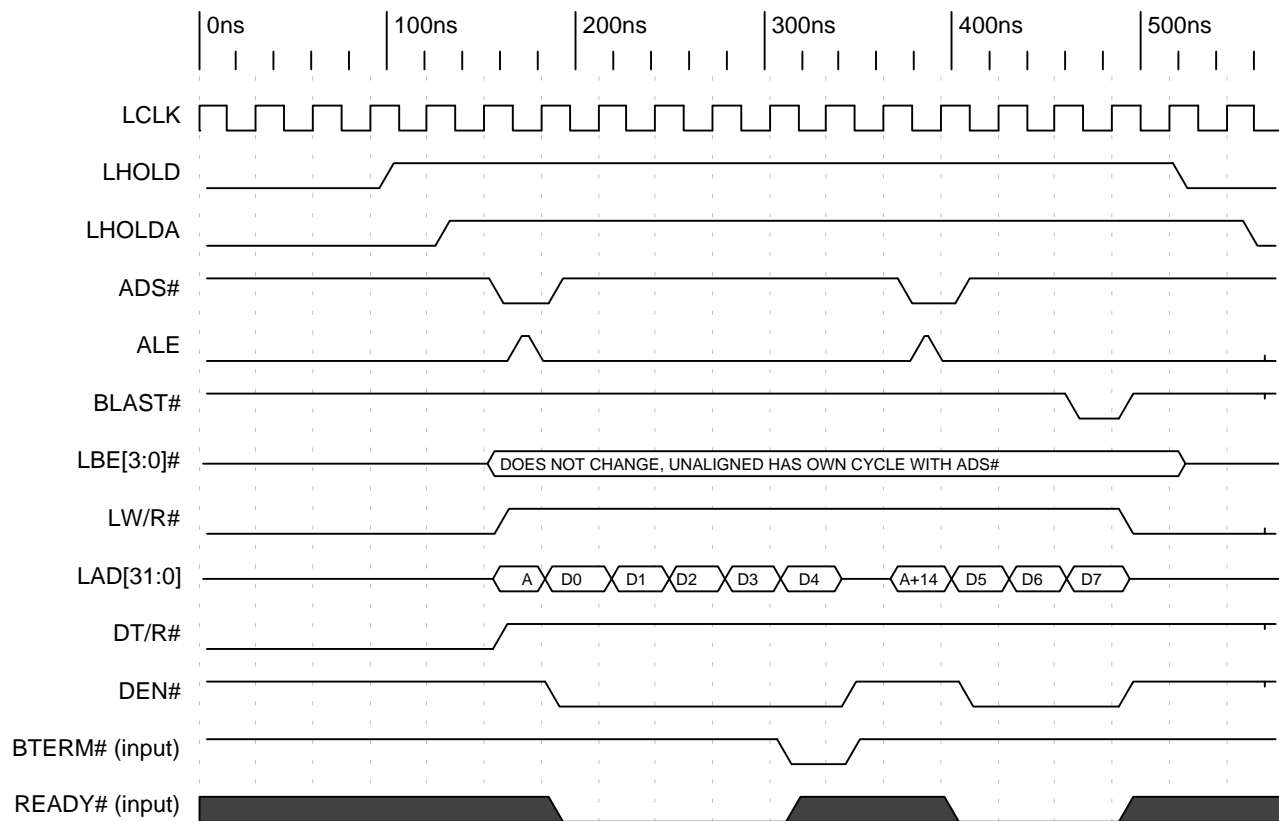 0ns 100ns 200ns 300ns 400ns 500ns
LCLK
LHOLD
LHOLDA
ADS#
ALE
BLAST#
LBE[3:0]# DOES NOT CHANGE, UNALIGNED HAS OWN CYCLE WITH ADS#
LW/R#
LAD[31:0] A D0 D1 D2 D3 D4 A+14 D5 D6 D7
DT/R#
DEN#
BTERM# (input)
READY# (input)